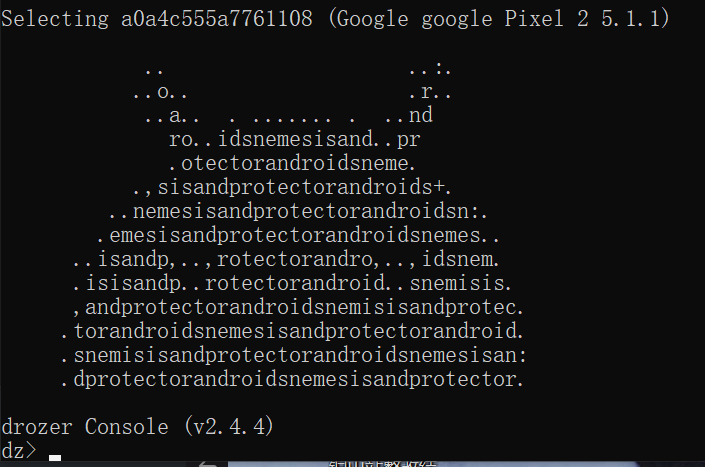 Selecting a0a4c555a7761108 (Google google Pixel 2 5.1.1)
..                    ..:.
..o..                  .r..
..a..  . ....... .  ..nd
ro..idsnemesisand..pr
.otectorandroidsneme.
.,sisandprotectorandroids+.
..nemesisandprotectorandroidsn:.
.emesisandprotectorandroidsnemes..
..isandp,..,rotectorandro,..,idsnem.
.isisandp..rotectorandroid..snemisis.
,andprotectorandroidsnemisisandprotec.
.torandroidsnemesisandprotectorandroid.
.snemisisandprotectorandroidsnemesisan:
.dprotectorandroidsnemesisandprotector.
drozer Console (v2.4.4)
dz>